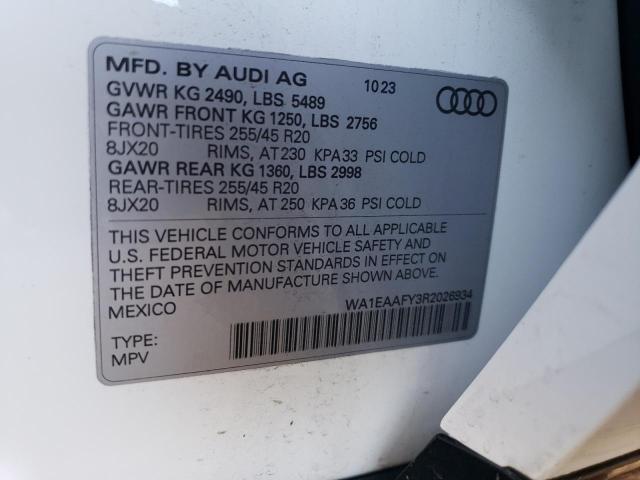 MFD. BY AUDI AG 10 23
GVWR KG 2490, LBS 5489
GAWR FRONT KG 1250, LBS 2756
FRONT-TIRES 255/45 R20
8JX20 RIMS, AT 230 KPA 33 PSI COLD
GAWR REAR KG 1360, LBS 2998
REAR-TIRES 255/45 R20
8JX20 RIMS, AT 250 KPA 36 PSI COLD
THIS VEHICLE CONFORMS TO ALL APPLICABLE
U.S. FEDERAL MOTOR VEHICLE SAFETY AND
THEFT PREVENTION STANDARDS IN EFFECT ON
THE DATE OF MANUFACTURE SHOWN ABOVE.
MEXICO
WA1EAAFY3R2026934
TYPE:
MPV